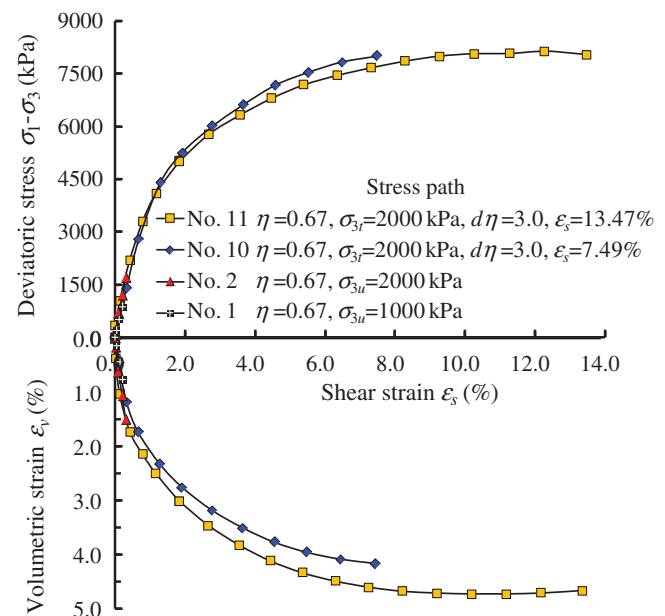 9000
7500
6000
4500
3000
1500
0.0
Deviatoric stress σ₁-σ₃ (kPa)
Stress path
No. 11 η=0.67, σ₃ₜ=2000 kPa, dη=3.0, εₛ=13.47%
No. 10 η=0.67, σ₃ₜ=2000 kPa, dη=3.0, εₛ=7.49%
No. 2 η=0.67, σ₃ᵤ=2000 kPa
No. 1 η=0.67, σ₃ᵤ=1000 kPa
0. 2.0 4.0 6.0 8.0 10.0 12.0 14.0
Shear strain εₛ (%)
1.0
2.0
3.0
4.0
5.0
Volumetric strain εᵥ (%)